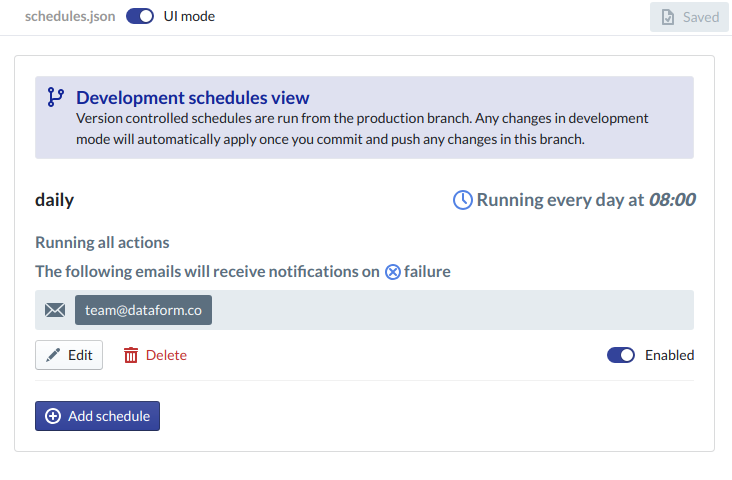 schedules.json UI mode Saved
Development schedules view
Version controlled schedules are run from the production branch. Any changes in development
mode will automatically apply once you commit and push any changes in this branch.
daily Running every day at 08:00
Running all actions
The following emails will receive notifications on failure
team@dataform.co
Edit Delete Enabled
Add schedule